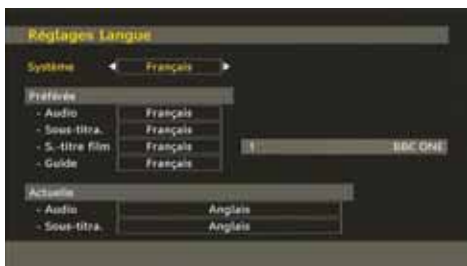 Réglages Langue
Système Français
Préférée
- Audio Français
- Sous-titra. Français
- S.-titre film Français
1 BBC ONE
- Guide Français
Actuelle
- Audio Anglais
- Sous-titra. Anglais